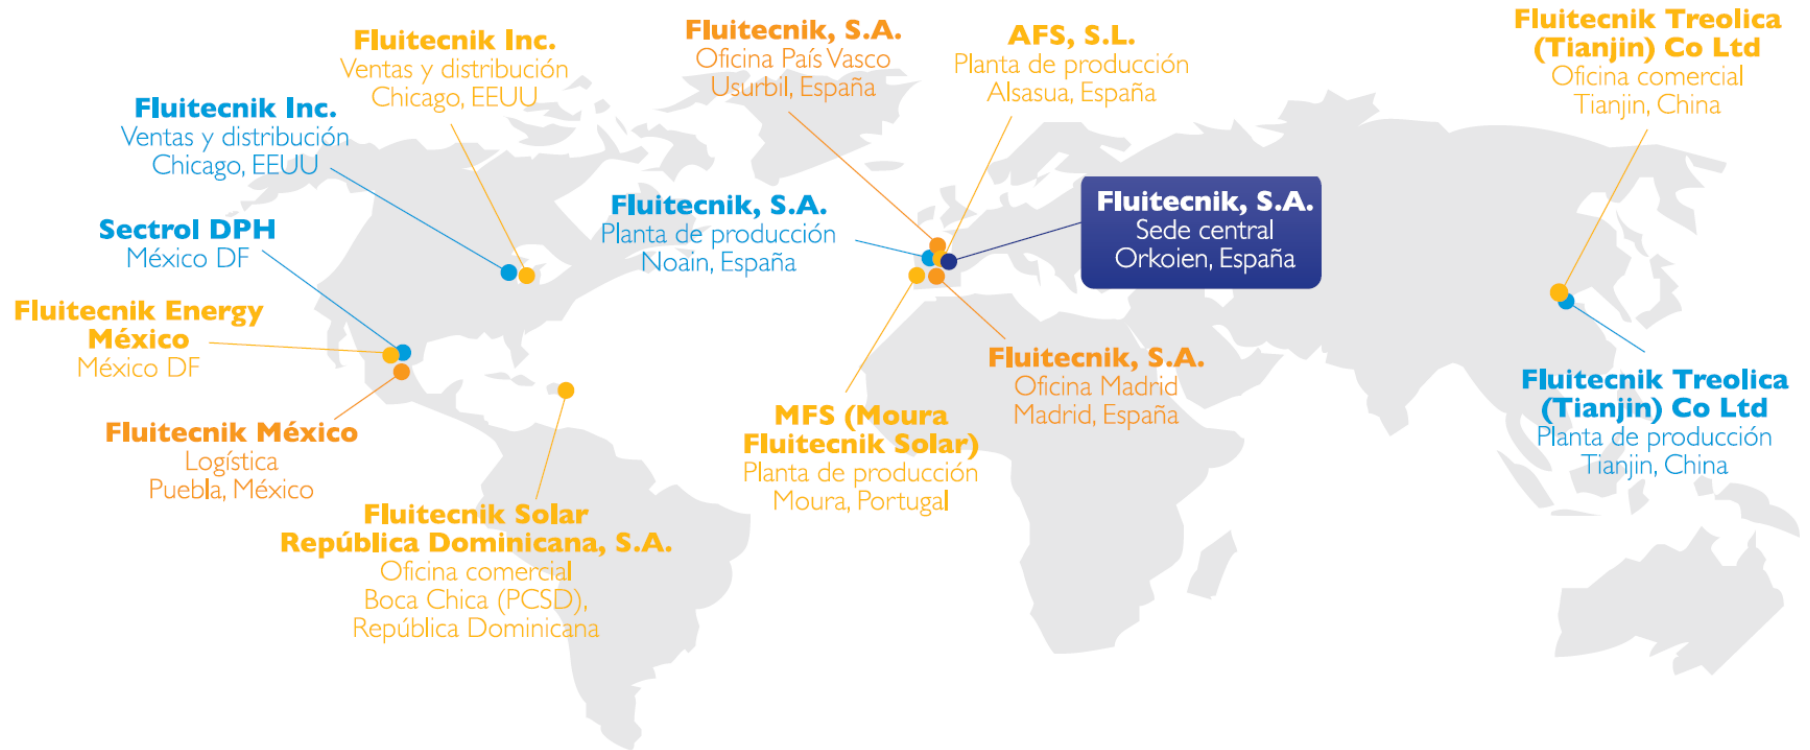 Fluitecnik Inc.
Ventas y distribución
Chicago, EEUU
Fluitecnik, S.A.
Oficina País Vasco
Usurbil, España
AFS, S.L.
Planta de producción
Alsasua, España
Fluitecnik Treolica
(Tianjin) Co Ltd
Oficina comercial
Tianjin, China
Fluitecnik Inc.
Ventas y distribución
Chicago, EEUU
Sectrol DPH
México DF
Fluitecnik, S.A.
Planta de producción
Noain, España
Fluitecnik, S.A.
Sede central
Orkoien, España
Fluitecnik Energy
México
México DF
Fluitecnik México
Logística
Puebla, México
Fluitecnik, S.A.
Oficina Madrid
Madrid, España
MFS (Moura
Fluitecnik Solar)
Planta de producción
Moura, Portugal
Fluitecnik Treolica
(Tianjin) Co Ltd
Planta de producción
Tianjin, China
Fluitecnik Solar
República Dominicana, S.A.
Oficina comercial
Boca Chica (PCSD),
República Dominicana